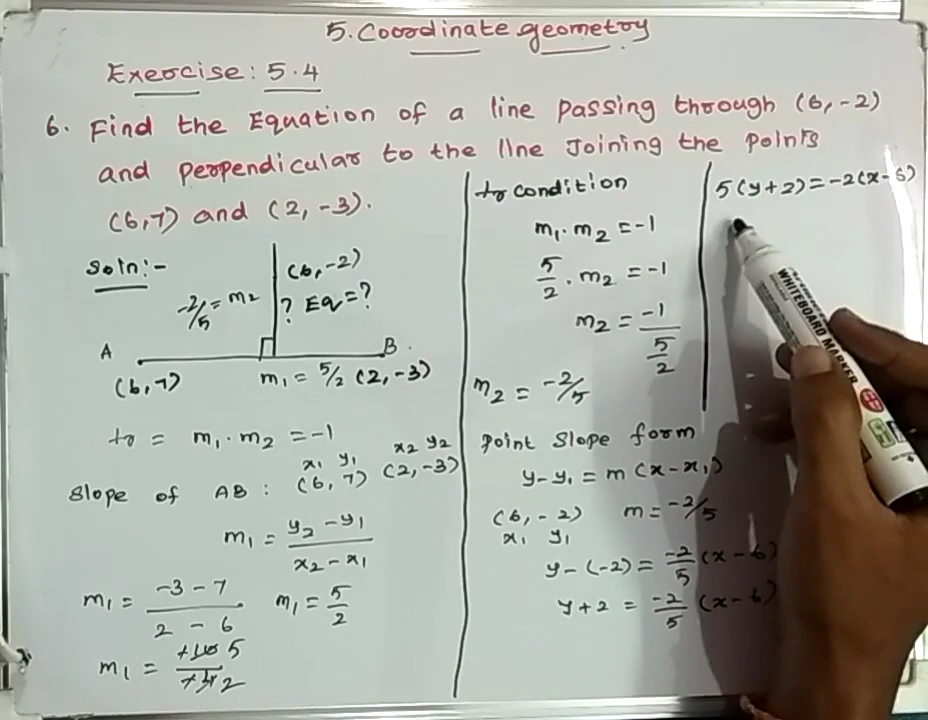 5. Coordinate geometry
Exercise: 5.4
6. Find the Equation of a line passing through (6, -2)
and perpendicular to the line Joining the points
(6,7) and (2, -3).
Soln:-
-2/5 = m2
(6, -2)
? Eq = ?
A
B.
(6,7)
m1 = 5/2
(2, -3)
m1 . m2 = -1
x1 y1
x2 y2
Slope of AB : (6, 7) (2, -3)
m1 = y2 - y1 / x2 - x1
m1 = -3 - 7 / 2 - 6
m1 = 5/2
m1 = +10 5 / +4 2
condition
m1 . m2 = -1
5/2 . m2 = -1
m2 = -1 / 5/2
m2 = -2/5
point slope form
y - y1 = m (x - x1)
(6, -2)
m = -2/5
x1 y1
y - (-2) = -2/5 (x - 6)
y + 2 = -2/5 (x - 6)
5 (y + 2) = -2 (x - 6)
WHITEBOARD MARKER